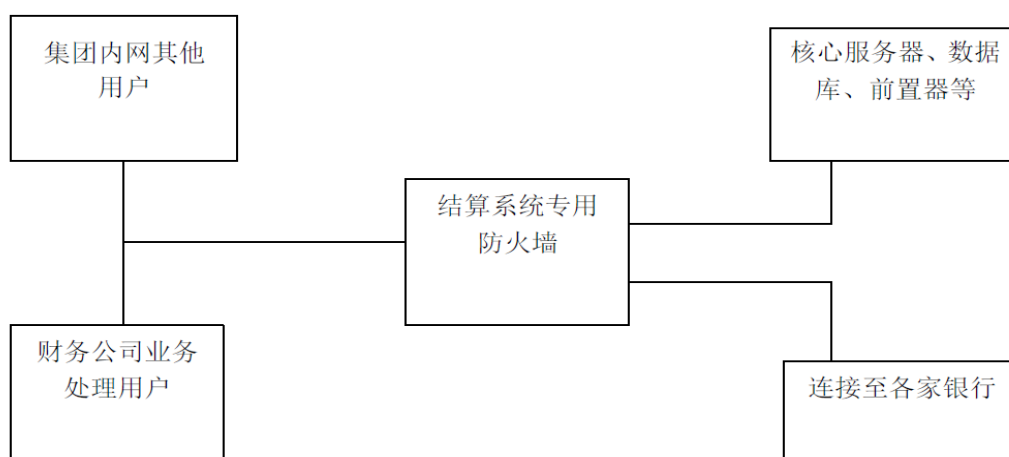 集团内网其他
用户
核心服务器、数据
库、前置器等
结算系统专用
防火墙
财务公司业务
处理用户
连接至各家银行